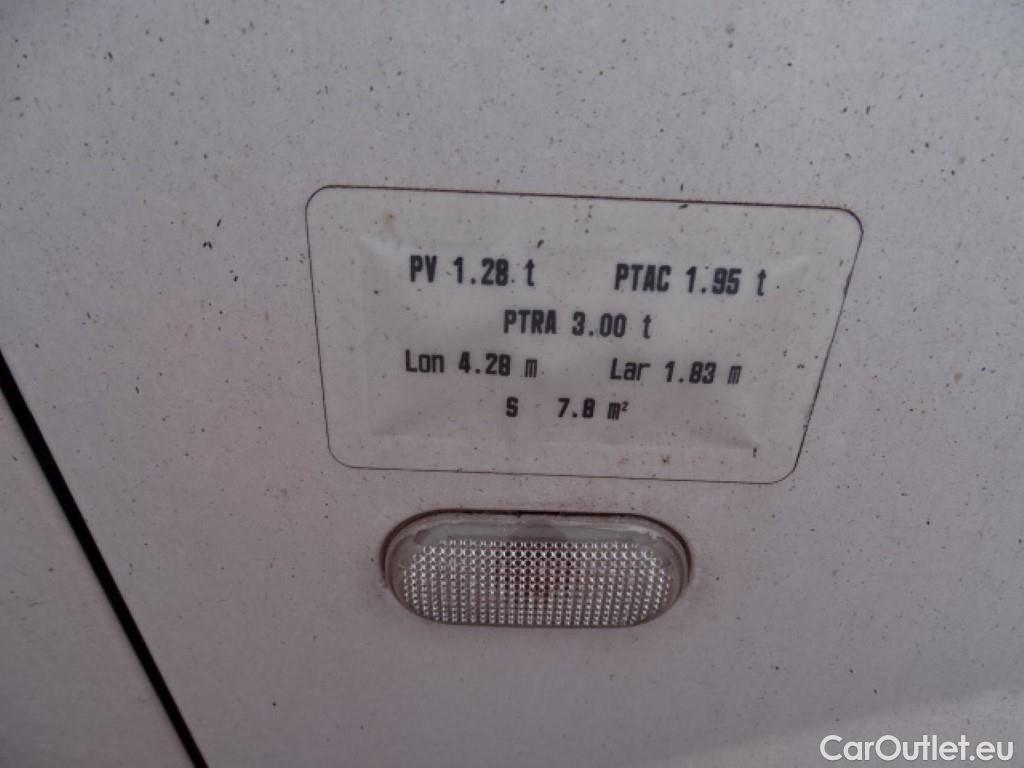 PV 1.28 t PTAC 1.95 t
PTRA 3.00 t
Lon 4.28 m Lar 1.83 m
S 7.8 m²
CarOutlet.eu